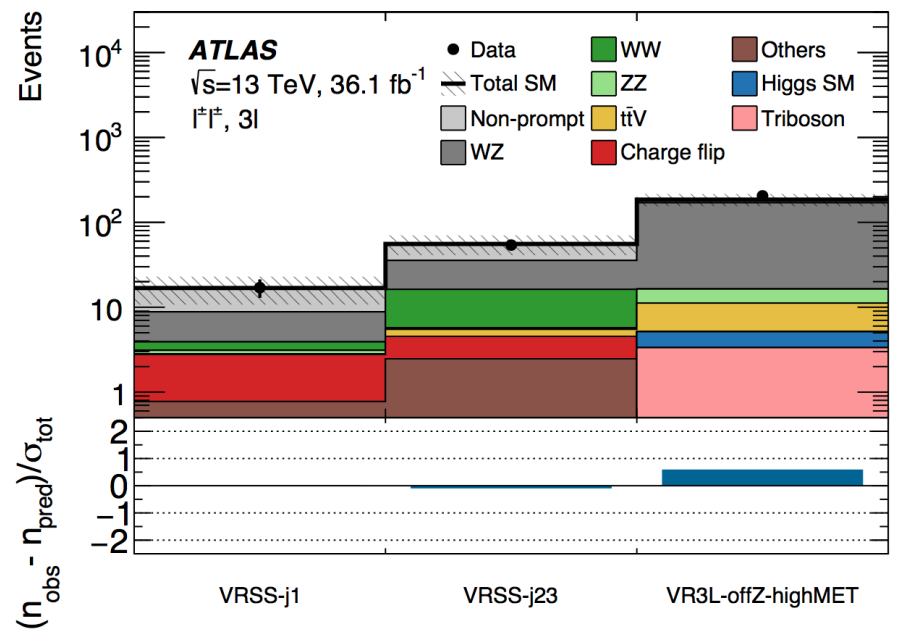 Events
10⁴
10³
10²
10
1
ATLAS
√s=13 TeV, 36.1 fb⁻¹
l±l±, 3l
Data
Total SM
Non-prompt
WZ
WW
ZZ
tt̄V
Charge flip
Others
Higgs SM
Triboson
(n_obs - n_pred)/σ_tot
2
1
0
−1
−2
VRSS-j1
VRSS-j23
VR3L-offZ-highMET